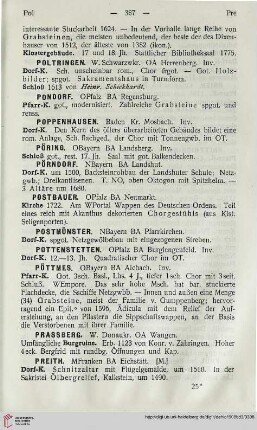 Pol — 387 — Pre
interessante Stuckarbeit 1624. — In der Vorhalle lange Reihe von
Grabsteinen, die meisten unbedeutend, der beste der des Diems-
hauser von 1512, der älteste von 1362 (ikon.).
Klostergebäude. 17. und 18 Jh. Stattlicher Bibliotheksaal 1775.
POLTRINGEN. W.Schwarzwkr. OA Herrenberg. Inv.
Dorf-K. Sch. unscheinbar rom., Chor fgot. — Got. Holz-
bilder; spgot. Sakramentshaus in Turmform.
Schloß 1613 von Heinr. Schickhardt.
PONDORF. OPfalz BA Regensburg.
Pfarr-K. got., modernisiert. Zahlreiche Grabsteine spgot. und
renss.
POPPENHAUSEN. Baden Kr. Mosbach. Inv.
Dorf-K. Den Kern des öfters überarbeiteten Gebäudes bildet eine
rom. Anlage, Sch. flachged., der Chor mit Tonnengwb. im OT.
PÜRING. OBayern BA Landsberg. Inv.
Schloß got., rest. 17. Jh. Saal mit got. Balkendecken.
PÖRNDORF. NBayern BA Landshut.
Dorf-K. um 1500, Backsteinrohbau der Landshuter Schule; Netz-
gwb.; Dreikantlisenen. T. NO, oben Oktogon mit Spitzhelm. —
3 Altäre um 1680.
POSTBAUER. OPfalz BA Neumarkt.
Kirche 1722. Am WPortal Wappen des Deutschen Ordens. Teil
eines reich mit Akanthus dekorierten Chorgestühls (aus Klst.
Seligenporten).
POSTMÜNSTER. NBayern BA Pfarrkirchen.
Dorf-K. spgot. Netzgewölbebau mit eingezogenen Streben.
POTTENSTETTEN. OPfalz BA Burglengenfeld. Inv.
Dorf-K. 12.—13. Jh. Quadratischer Chor im OT.
PÖTTMES. OBayern BA Aichach. Inv.
Pfarr-K. Got. 3sch. Basl., Lhs. 4 J., tiefer 1sch. Chor mit 3seit.
Schluß, WEmpore. Das sehr hohe Msch. hat bar. stuckierte
Flachdecke, die Sschiffe Netzgwbb. — Innen und außen eine Menge
(34) Grabsteine, meist der Familie v. Gumppenberg; hervor-
ragend ein Epit. von 1596, Ädicula mit dem Relief der Auf-
erstehung, an den Pilastern die Sippschaftswappen, an der Basis
die Verstorbenen mit ihrer Familie.
PRASSBERG. W. Donaukr. OA Wangen.
Umfängliche Burgruine. Erb. 1123 von Konr. v. Zähringen. Hoher
4eck. Bergfrid mit rundbg. Öffnungen und Kap.
PREITH. MFranken BA Eichstätt. [M.]
Dorf-K. Schnitzaltar mit Flügelgemälde, um 1510. In der
Sakristei Ölbergrelief, Kalkstein, um 1490.
25*